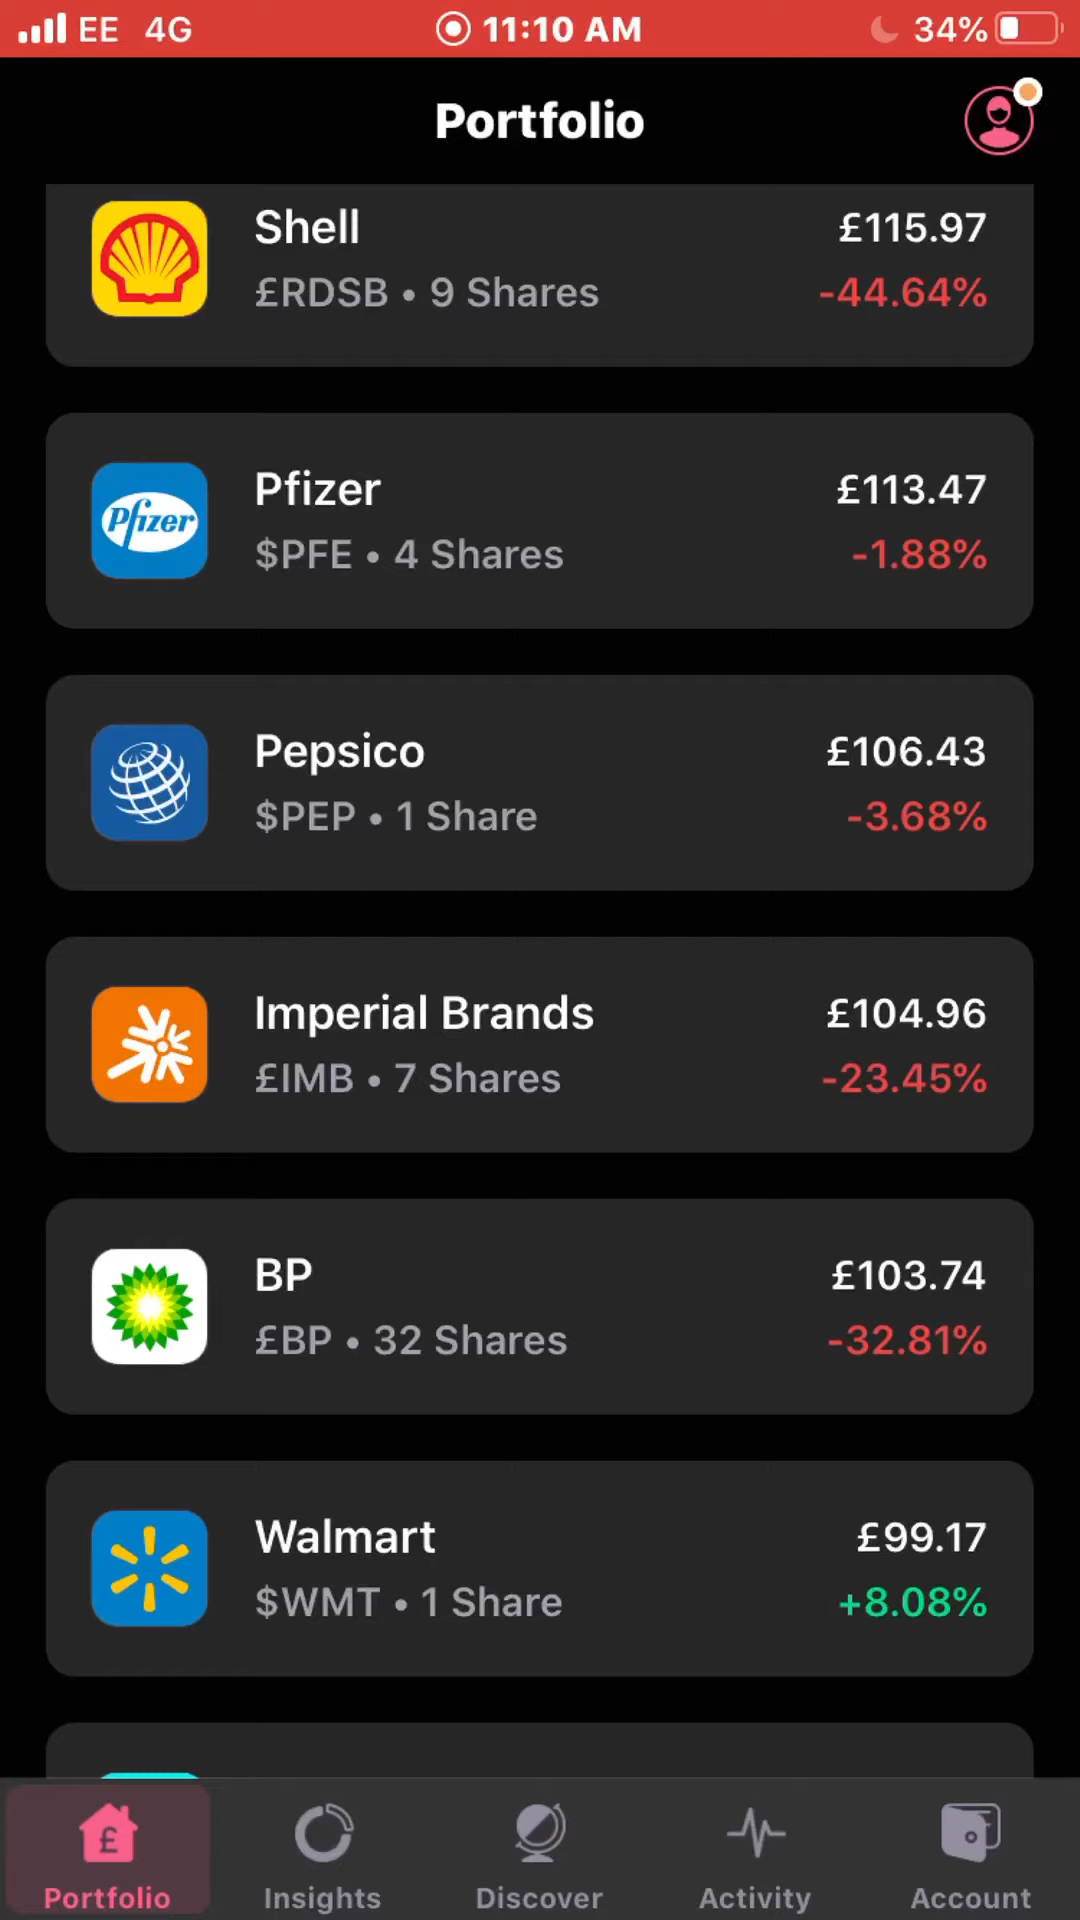 EE 4G 11:10 AM 34%
Portfolio
Shell £115.97
£RDSB • 9 Shares -44.64%
Pfizer
Pfizer £113.47
$PFE • 4 Shares -1.88%
Pepsico £106.43
$PEP • 1 Share -3.68%
Imperial Brands £104.96
£IMB • 7 Shares -23.45%
BP £103.74
£BP • 32 Shares -32.81%
Walmart £99.17
$WMT • 1 Share +8.08%
£
Portfolio Insights Discover Activity Account